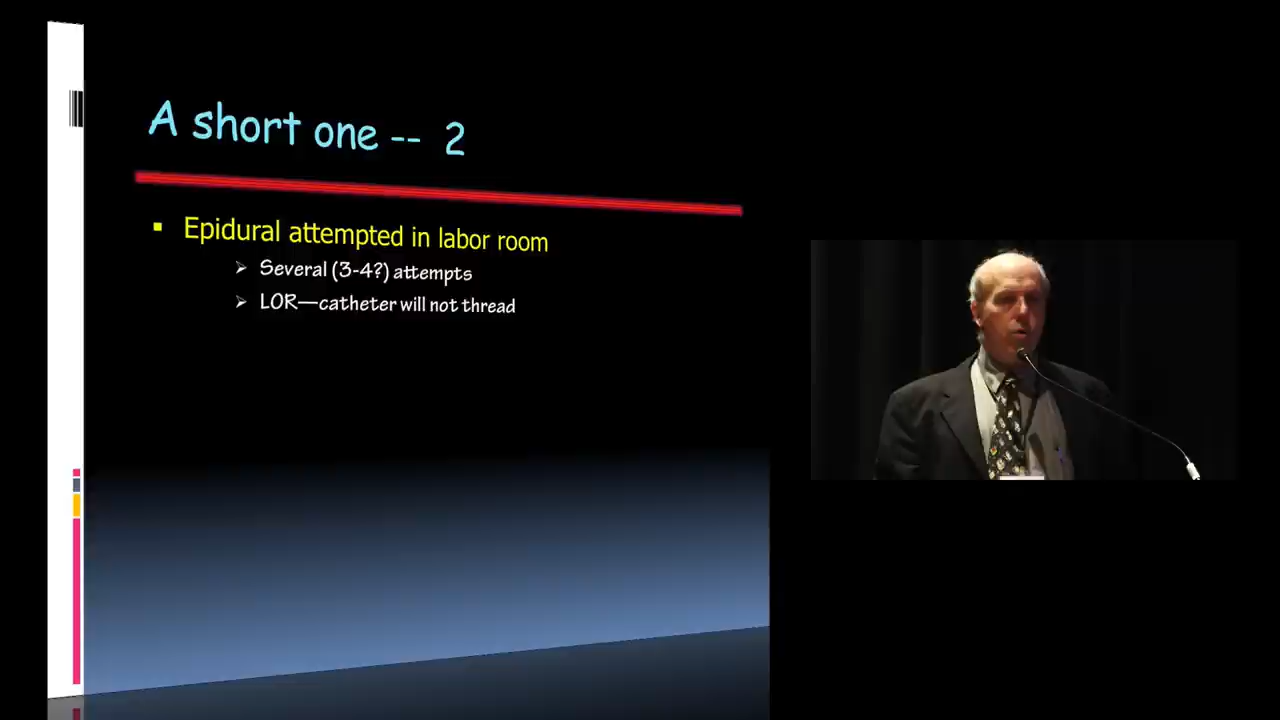 A short one -- 2
Epidural attempted in labor room
Several (3-4?) attempts
LOR—catheter will not thread